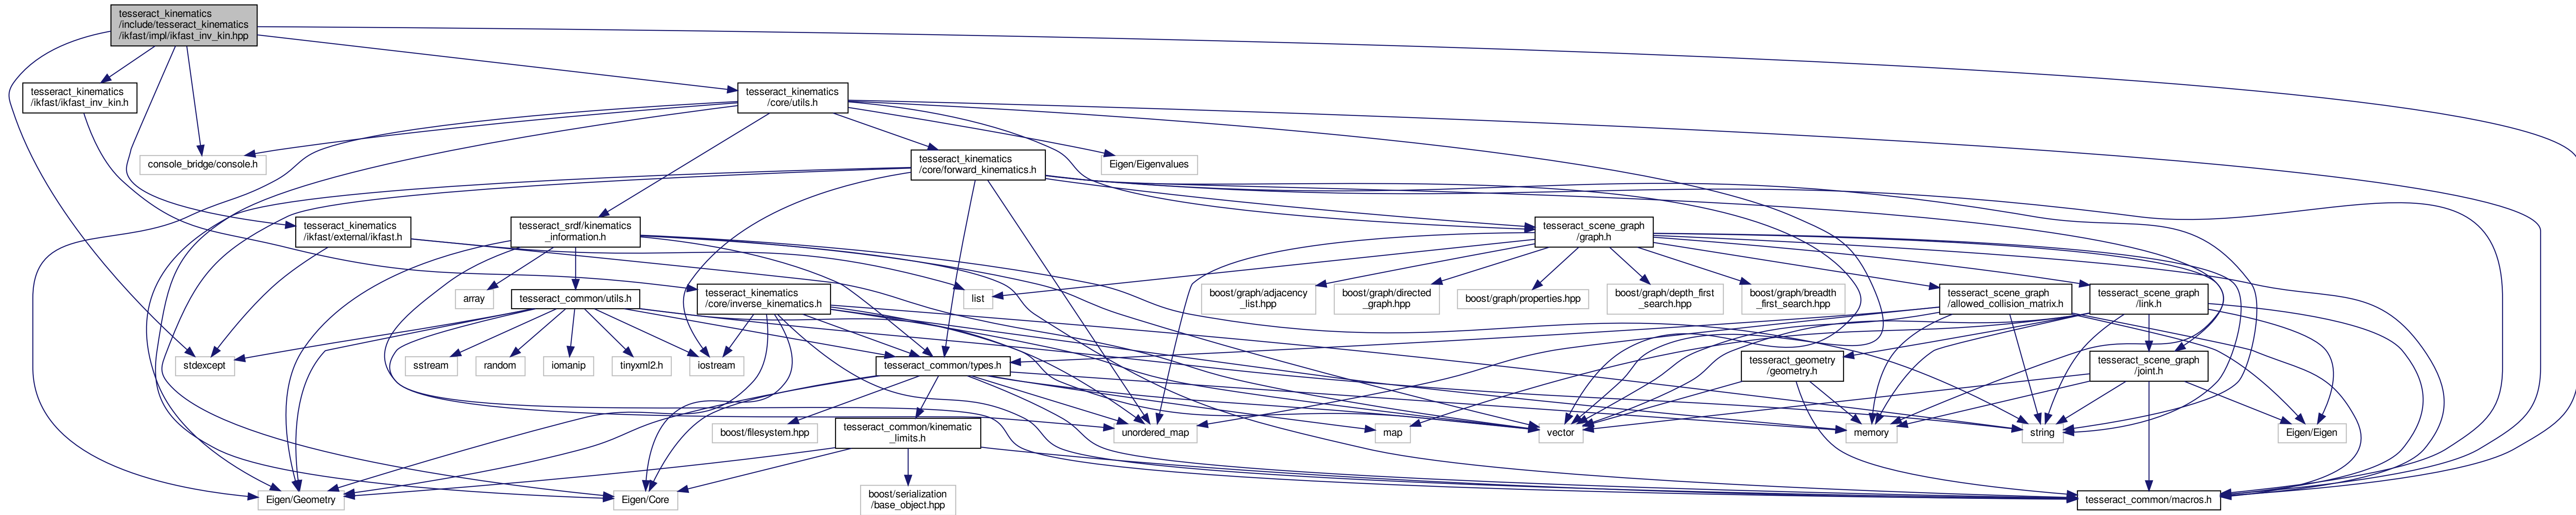 tesseract_kinematics
/include/tesseract_kinematics
/ikfast/impl/ikfast_inv_kin.hpp
tesseract_kinematics
/ikfast/ikfast_inv_kin.h
tesseract_kinematics
/core/utils.h
console_bridge/console.h
tesseract_kinematics
/core/forward_kinematics.h
Eigen/Eigenvalues
tesseract_kinematics
/ikfast/external/ikfast.h
tesseract_srdf/kinematics
_information.h
tesseract_scene_graph
/graph.h
array
tesseract_common/utils.h
tesseract_kinematics
/core/inverse_kinematics.h
list
boost/graph/adjacency
_list.hpp
boost/graph/directed
_graph.hpp
boost/graph/properties.hpp
boost/graph/depth_first
_search.hpp
boost/graph/breadth
_first_search.hpp
tesseract_scene_graph
/allowed_collision_matrix.h
tesseract_scene_graph
/link.h
stdexcept
sstream
random
iomanip
tinyxml2.h
iostream
tesseract_common/types.h
tesseract_geometry
/geometry.h
tesseract_scene_graph
/joint.h
boost/filesystem.hpp
tesseract_common/kinematic
_limits.h
unordered_map
map
vector
memory
string
Eigen/Eigen
Eigen/Geometry
Eigen/Core
boost/serialization
/base_object.hpp
tesseract_common/macros.h